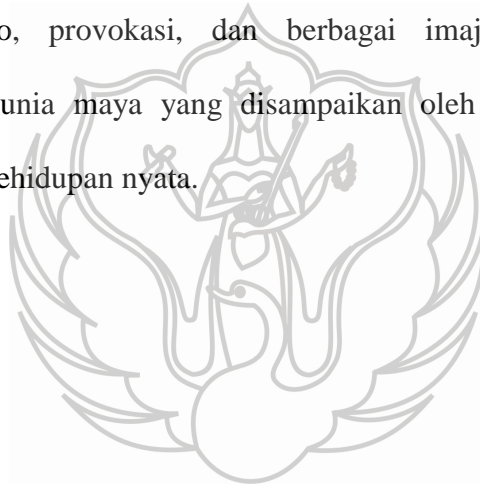 o, provokasi, dan berbagai imaj
unia maya yang disampaikan oleh
ehidupan nyata.